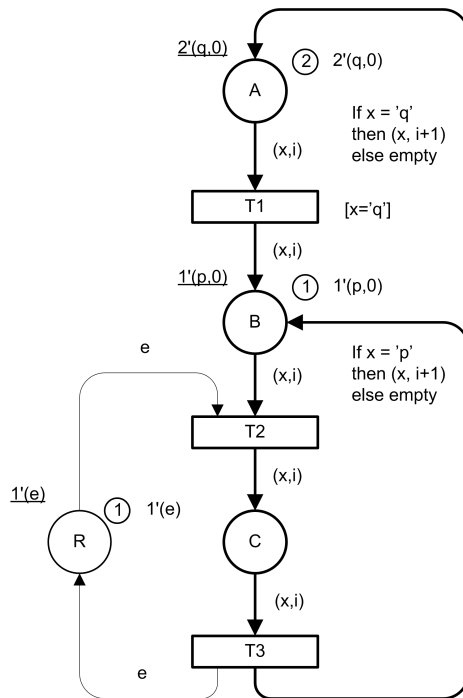 2'(q,0)
2
2'(q,0)
A
If x = 'q'
then (x, i+1)
else empty
(x,i)
T1
[x='q']
(x,i)
1'(p,0)
1
1'(p,0)
B
e
(x,i)
If x = 'p'
then (x, i+1)
else empty
T2
(x,i)
1'(e)
1
1'(e)
R
C
(x,i)
T3
e